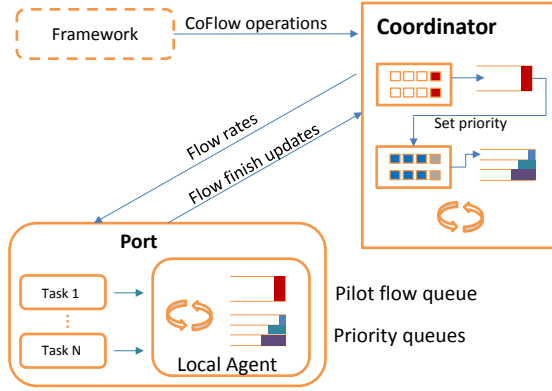 Framework
CoFlow operations
Coordinator
Set priority
Flow rates
Flow finish updates
Port
Task 1
Task N
Local Agent
Pilot flow queue
Priority queues